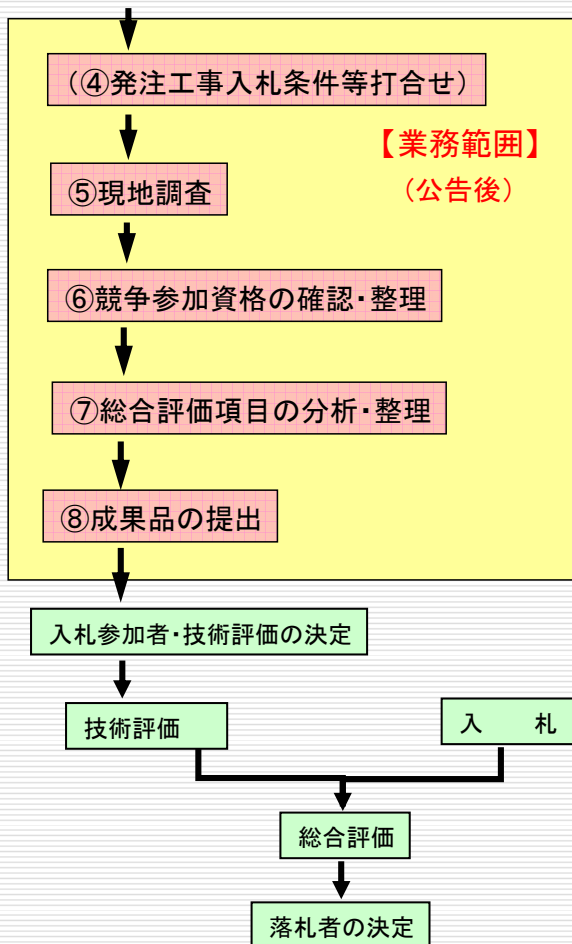 (④発注工事入札条件等打合せ)
【業務範囲】
(公告後)
⑤現地調査
⑥競争参加資格の確認・整理
⑦総合評価項目の分析・整理
⑧成果品の提出
入札参加者・技術評価の決定
技術評価
入　　札
総合評価
落札者の決定